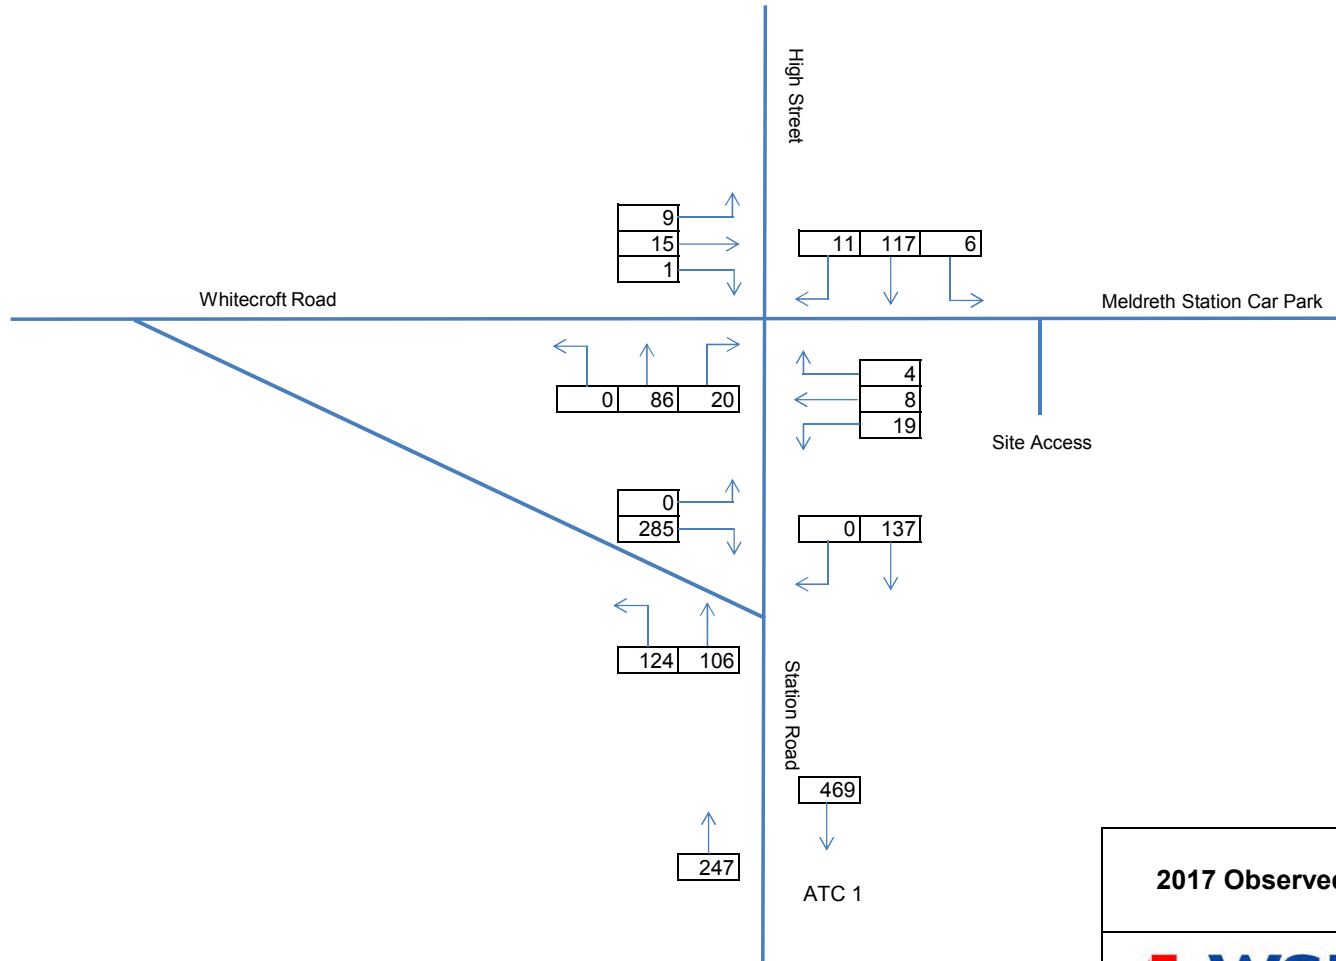 High Street
9
15
1
11 117 6
Whitecroft Road
Meldreth Station Car Park
0 86 20
4
8
19
Site Access
0
285
0 137
124 106
Station Road
469
247
ATC 1
2017 Observed